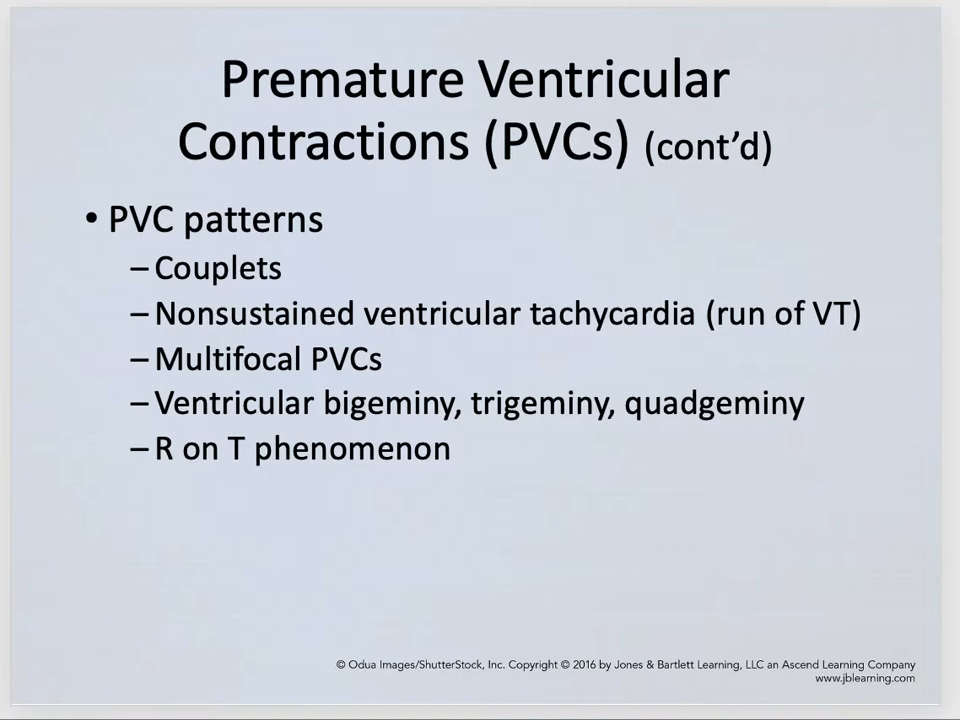 Premature Ventricular
Contractions (PVCs) (cont’d)
• PVC patterns
– Couplets
– Nonsustained ventricular tachycardia (run of VT)
– Multifocal PVCs
– Ventricular bigeminy, trigeminy, quadgeminy
– R on T phenomenon
© Odua Images/ShutterStock, Inc. Copyright © 2016 by Jones & Bartlett Learning, LLC an Ascend Learning Company
www.jblearning.com